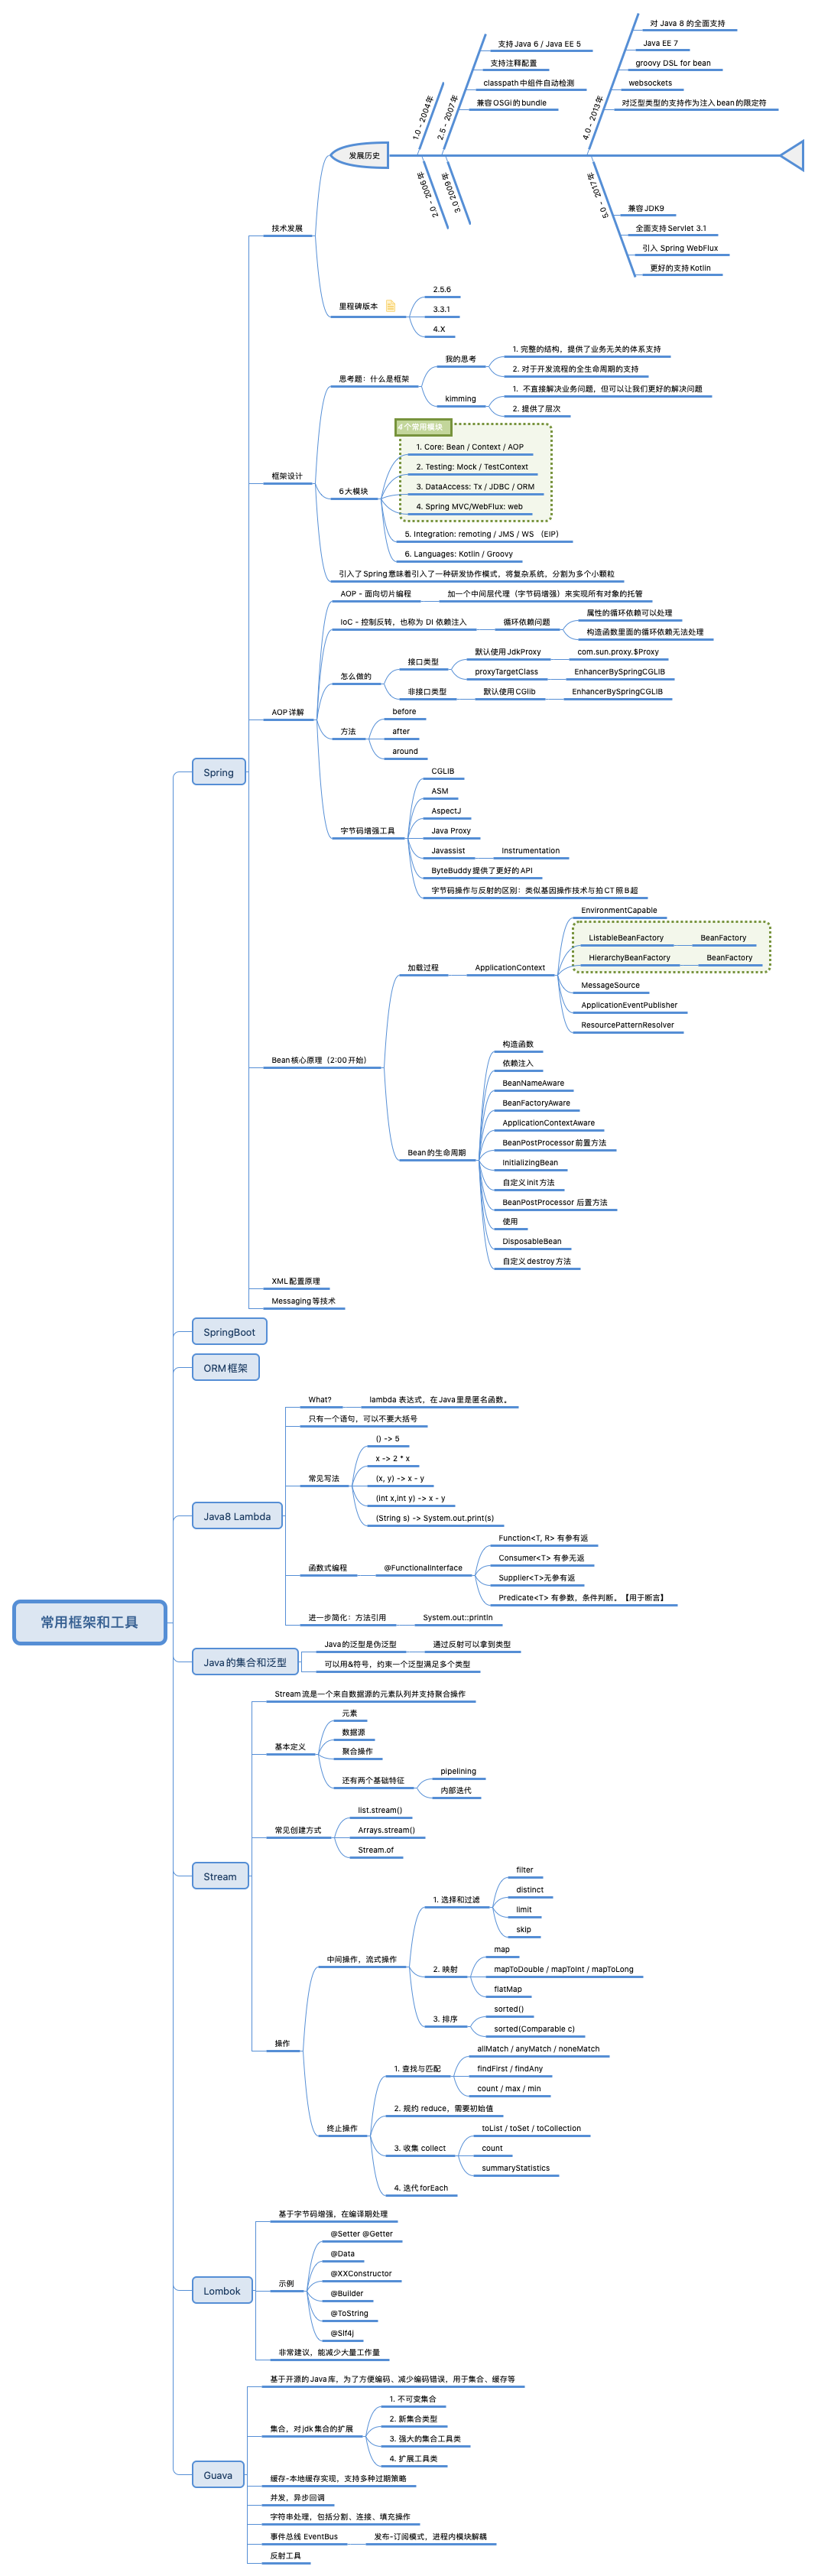 常用框架和工具
Spring
技术发展
发展历史
1.0 - 2004年
2.0 - 2006年
2.5 - 2007年
支持 Java 6 / Java EE 5
支持注释配置
classpath 中组件自动检测
兼容 OSGi 的 bundle
3.0 2009年
4.0 - 2013年
对 Java 8 的全面支持
Java EE 7
groovy DSL for bean
websockets
对泛型类型的支持作为注入 bean 的限定符
5.0 - 2017年
兼容 JDK9
全面支持 Servlet 3.1
引入 Spring WebFlux
更好的支持 Kotlin
里程碑版本
2.5.6
3.3.1
4.X
框架设计
思考题：什么是框架
我的思考
1. 完整的结构，提供了业务无关的体系支持
2. 对于开发流程的全生命周期的支持
kimming
1. 不直接解决业务问题，但可以让我们更好的解决问题
2. 提供了层次
6大模块
4个常用模块
1. Core: Bean / Context / AOP
2. Testing: Mock / TestContext
3. DataAccess: Tx / JDBC / ORM
4. Spring MVC/WebFlux: web
5. Integration: remoting / JMS / WS （EIP）
6. Languages: Kotlin / Groovy
引入了Spring意味着引入了一种研发协作模式，将复杂系统，分割为多个小颗粒
AOP详解
AOP - 面向切片编程
加一个中间层代理（字节码增强）来实现所有对象的托管
IoC - 控制反转，也称为 DI 依赖注入
循环依赖问题
属性的循环依赖可以处理
构造函数里面的循环依赖无法处理
怎么做的
接口类型
默认使用 JdkProxy
com.sun.proxy.$Proxy
proxyTargetClass
EnhancerBySpringCGLIB
非接口类型
默认使用 CGlib
EnhancerBySpringCGLIB
方法
before
after
around
字节码增强工具
CGLIB
ASM
AspectJ
Java Proxy
Javassist
Instrumentation
ByteBuddy 提供了更好的 API
字节码操作与反射的区别：类似基因操作技术与拍CT照B超
Bean核心原理（2:00开始）
加载过程
ApplicationContext
EnvironmentCapable
ListableBeanFactory
BeanFactory
HierarchyBeanFactory
BeanFactory
MessageSource
ApplicationEventPublisher
ResourcePatternResolver
Bean的生命周期
构造函数
依赖注入
BeanNameAware
BeanFactoryAware
ApplicationContextAware
BeanPostProcessor 前置方法
InitializingBean
自定义 init 方法
BeanPostProcessor 后置方法
使用
DisposableBean
自定义 destroy 方法
XML 配置原理
Messaging 等技术
SpringBoot
ORM框架
Java8 Lambda
What?
lambda 表达式，在Java里是匿名函数。
只有一个语句，可以不要大括号
常见写法
() -> 5
x -> 2 * x
(x, y) -> x - y
(int x,int y) -> x - y
(String s) -> System.out.print(s)
函数式编程
@FunctionalInterface
Function<T, R> 有参有返
Consumer<T> 有参无返
Supplier<T>无参有返
Predicate<T> 有参数，条件判断。【用于断言】
进一步简化：方法引用
System.out::println
Java的集合和泛型
Java的泛型是伪泛型
通过反射可以拿到类型
可以用&符号，约束一个泛型满足多个类型
Stream
Stream 流是一个来自数据源的元素队列并支持聚合操作
基本定义
元素
数据源
聚合操作
还有两个基础特征
pipelining
内部迭代
常见创建方式
list.stream()
Arrays.stream()
Stream.of
操作
中间操作，流式操作
1. 选择和过滤
filter
distinct
limit
skip
2. 映射
map
mapToDouble / mapToInt / mapToLong
flatMap
3. 排序
sorted()
sorted(Comparable c)
终止操作
1. 查找与匹配
allMatch / anyMatch / noneMatch
findFirst / findAny
count / max / min
2. 规约 reduce，需要初始值
3. 收集 collect
toList / toSet / toCollection
count
summaryStatistics
4. 迭代 forEach
Lombok
基于字节码增强，在编译期处理
示例
@Setter @Getter
@Data
@XXConstructor
@Builder
@ToString
@Slf4j
非常建议，能减少大量工作量
Guava
基于开源的Java库，为了方便编码、减少编码错误，用于集合、缓存等
集合，对jdk集合的扩展
1. 不可变集合
2. 新集合类型
3. 强大的集合工具类
4. 扩展工具类
缓存-本地缓存实现，支持多种过期策略
并发，异步回调
字符串处理，包括分割、连接、填充操作
事件总线 EventBus
发布-订阅模式，进程内模块解耦
反射工具